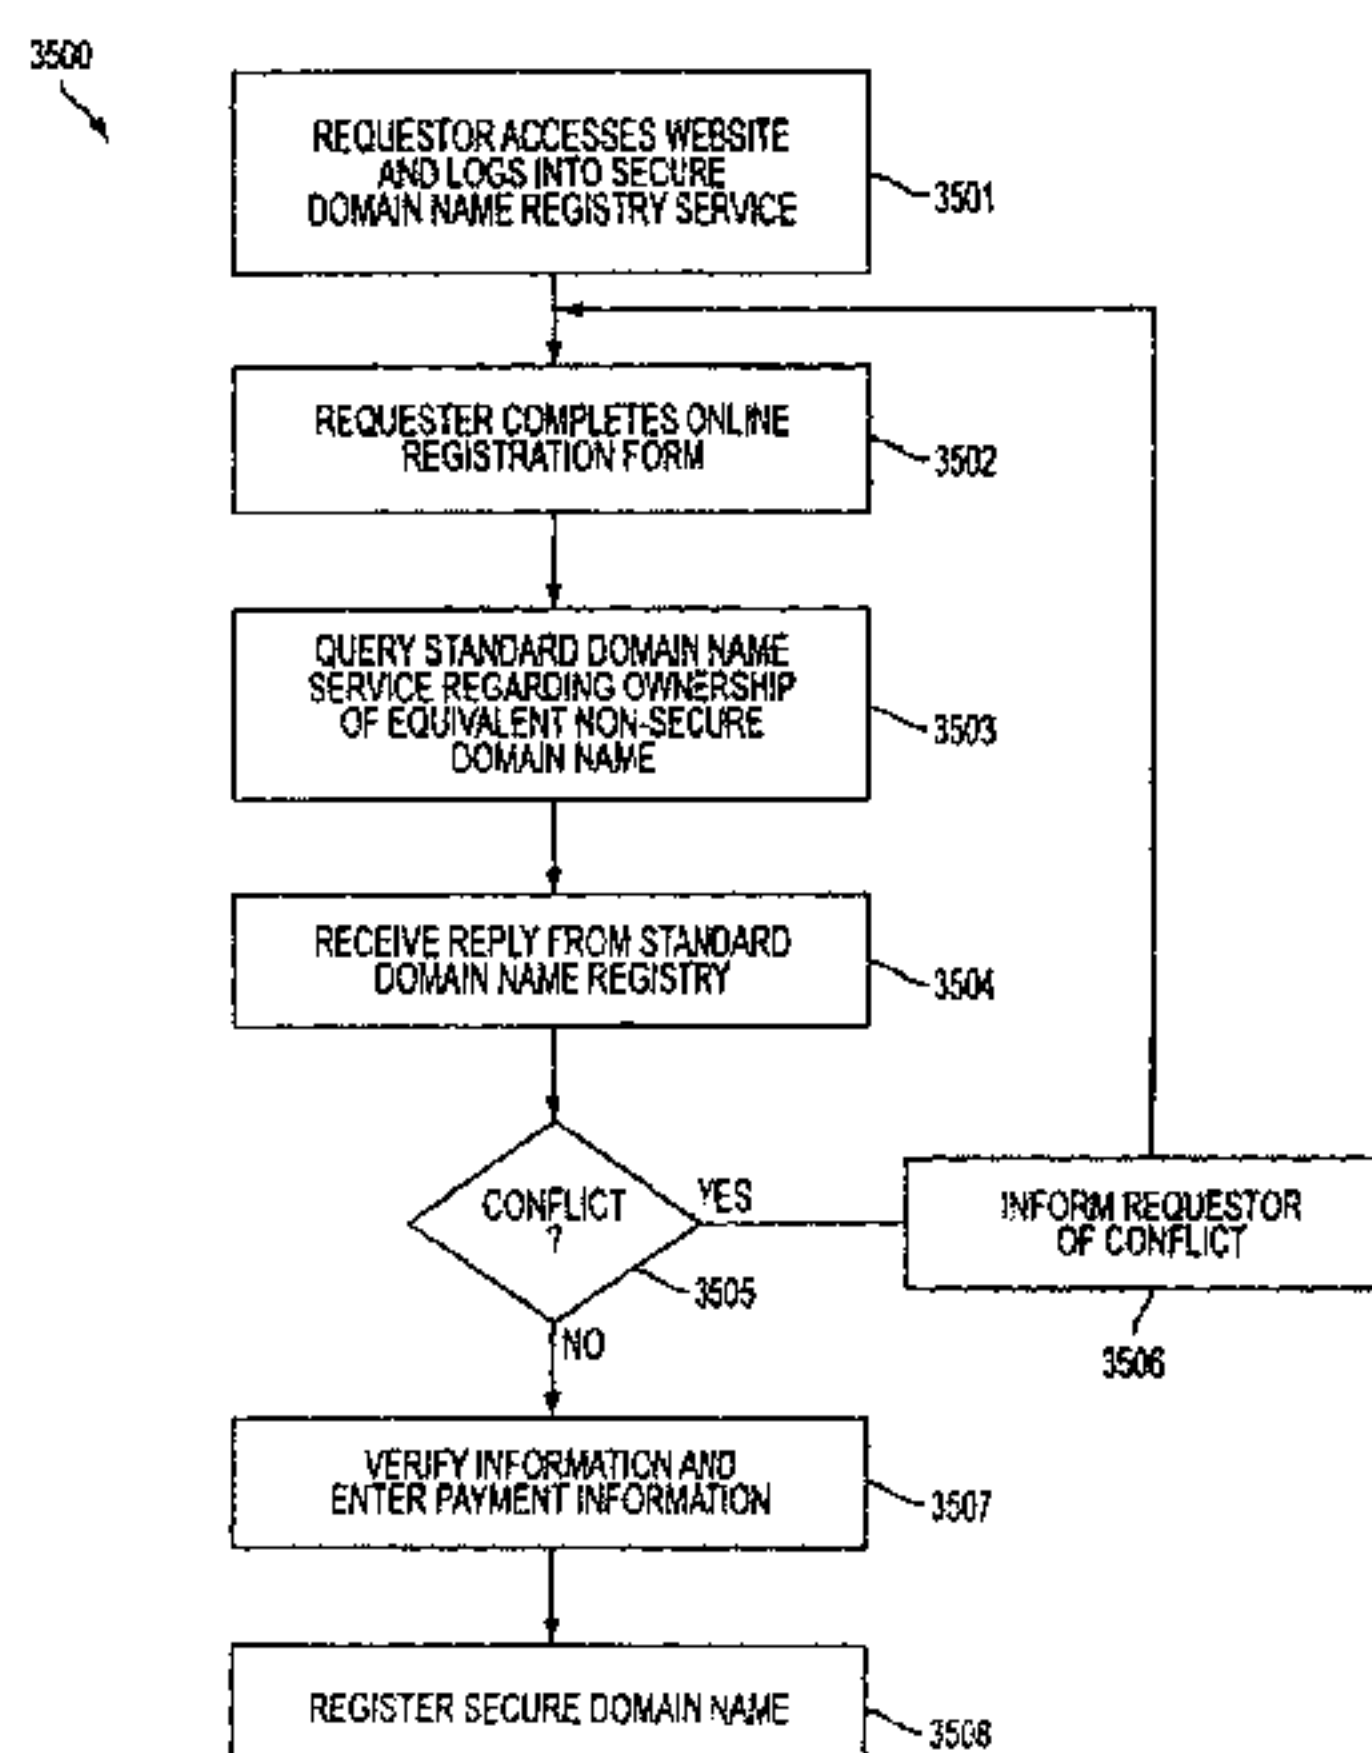 3500
REQUESTOR ACCESSES WEBSITE
AND LOGS INTO SECURE
DOMAIN NAME REGISTRY SERVICE
3501
REQUESTER COMPLETES ONLINE
REGISTRATION FORM
3502
QUERY STANDARD DOMAIN NAME
SERVICE REGARDING OWNERSHIP
OF EQUIVALENT NON-SECURE
DOMAIN NAME
3503
RECEIVE REPLY FROM STANDARD
DOMAIN NAME REGISTRY
3504
CONFLICT
?
YES
3505
NO
INFORM REQUESTOR
OF CONFLICT
3506
VERIFY INFORMATION AND
ENTER PAYMENT INFORMATION
3507
REGISTER SECURE DOMAIN NAME
3508